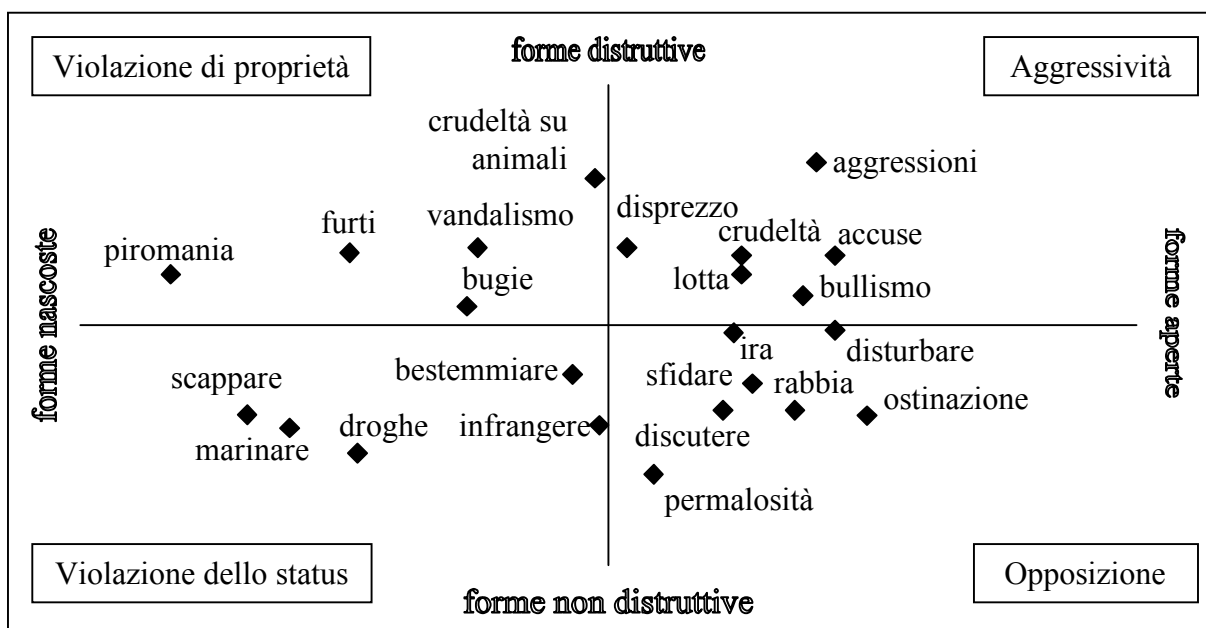 Violazione di proprietà
forme distruttive
Aggressività
crudeltà su
animali
aggressioni
furti
vandalismo
disprezzo
crudeltà
accuse
piromania
bugie
lotta
bullismo
forme nascoste
forme aperte
ira
disturbare
scappare
bestemmiare
sfidare
rabbia
ostinazione
marinare
droghe
infrangere
discutere
permalosità
Violazione dello status
forme non distruttive
Opposizione